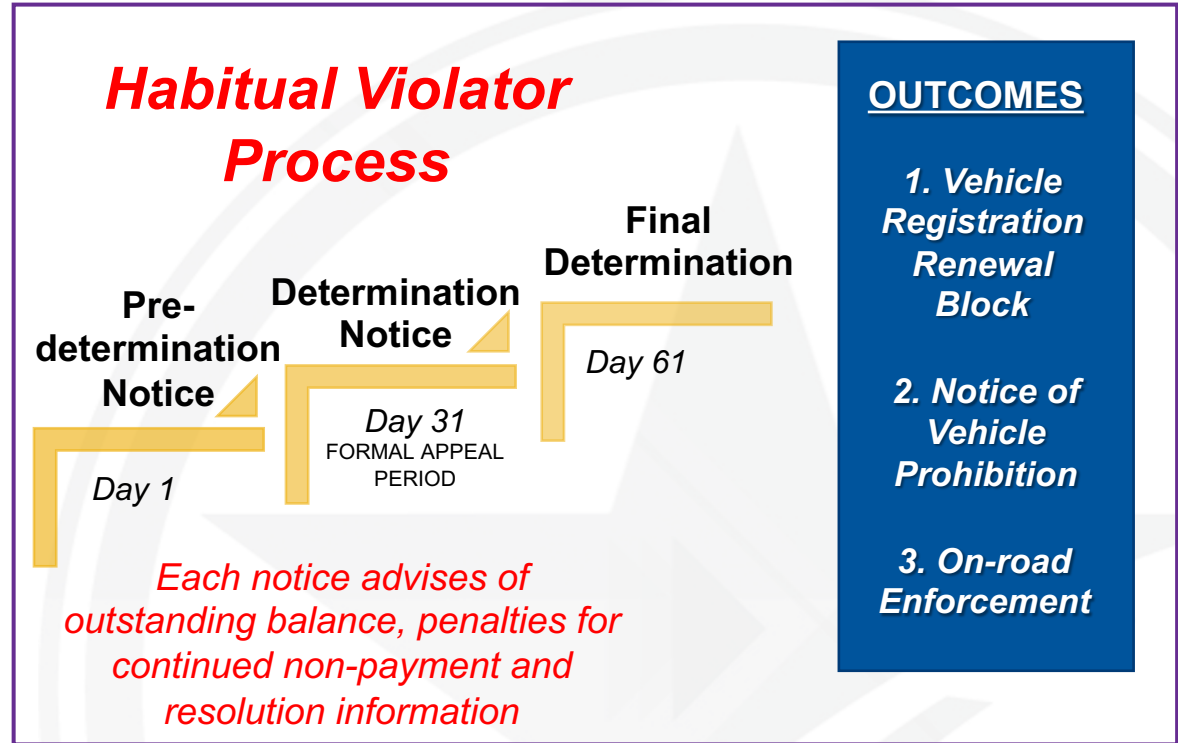 Habitual Violator
Process
Pre-
determination
Notice
Day 1
Determination
Notice
Day 31
FORMAL APPEAL
PERIOD
Final
Determination
Day 61
Each notice advises of
outstanding balance, penalties for
continued non-payment and
resolution information
OUTCOMES
1. Vehicle
Registration
Renewal
Block
2. Notice of
Vehicle
Prohibition
3. On-road
Enforcement